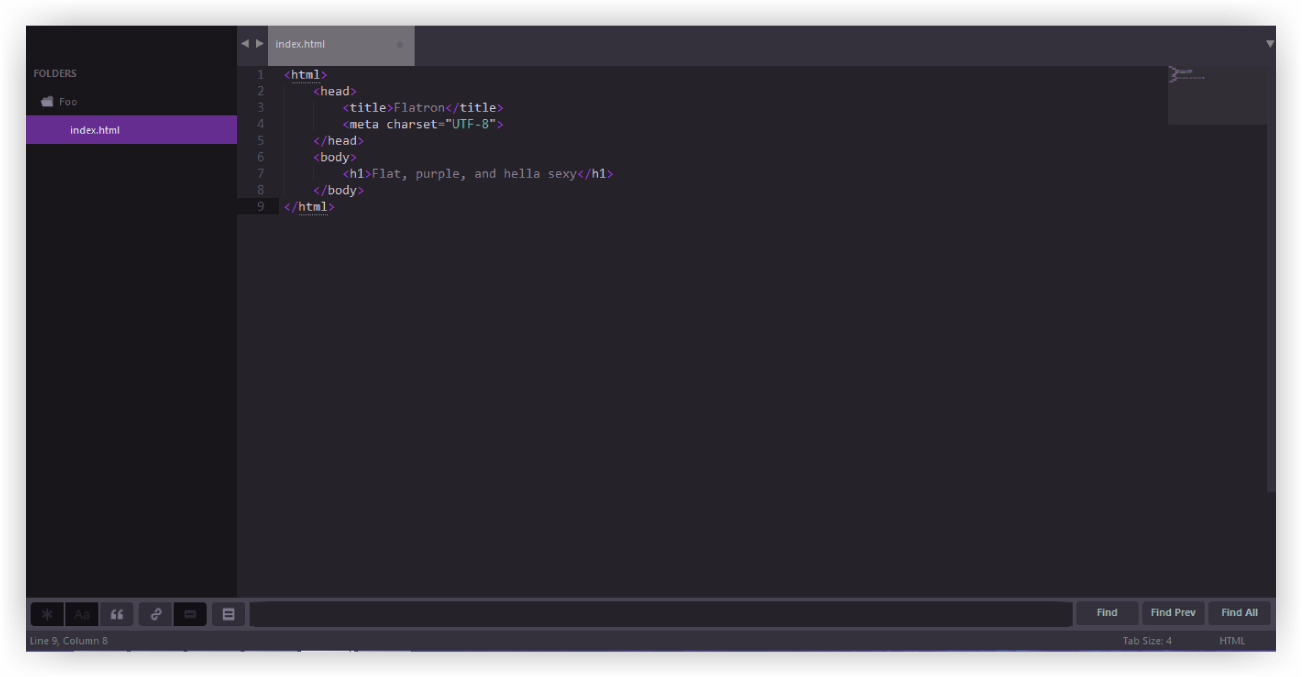 index.html
FOLDERS
Foo
index.html
1 <html>
2     <head>
3         <title>Flatron</title>
4         <meta charset="UTF-8">
5     </head>
6     <body>
7         <h1>Flat, purple, and hella sexy</h1>
8     </body>
9 </html>
Aa
Find Find Prev Find All
Line 9, Column 8 Tab Size: 4 HTML